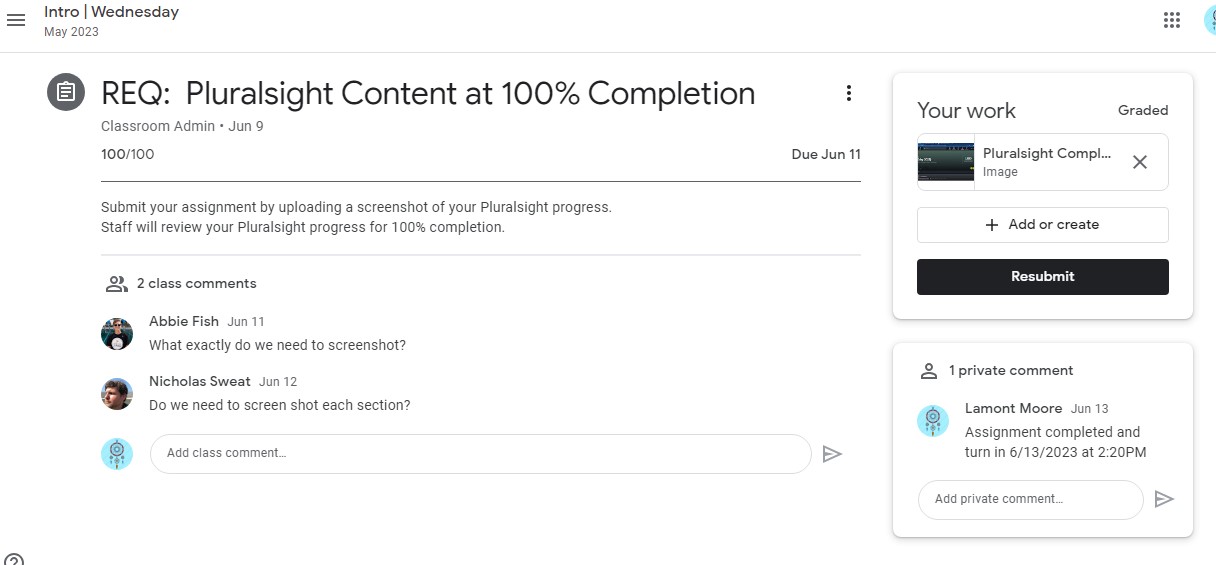 Intro | Wednesday
May 2023
REQ:  Pluralsight Content at 100% Completion
Classroom Admin • Jun 9
100/100
Due Jun 11
Submit your assignment by uploading a screenshot of your Pluralsight progress.
Staff will review your Pluralsight progress for 100% completion.
2 class comments
Abbie Fish Jun 11
What exactly do we need to screenshot?
Nicholas Sweat Jun 12
Do we need to screen shot each section?
Add class comment…
Your work
Graded
Pluralsight Compl...
Image
Add or create
Resubmit
1 private comment
Lamont Moore Jun 13
Assignment completed and
turn in 6/13/2023 at 2:20PM
Add private comment…